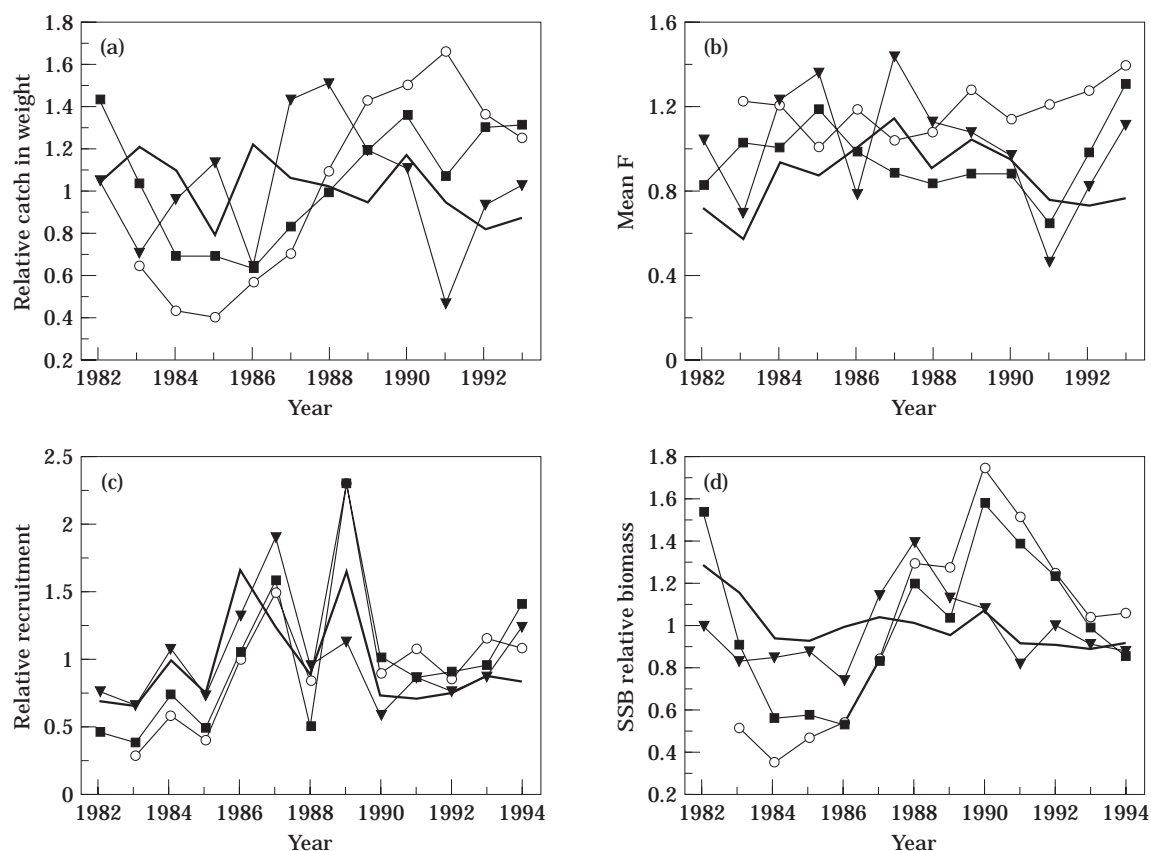 1.8
(a)
1.6
1.4
1.2
1
0.8
0.6
0.4
0.2
Relative catch in weight
1982 1984 1986 1988 1990 1992
Year
1.6
(b)
1.2
0.8
0.4
0
Mean F
1982 1984 1986 1988 1990 1992
Year
2.5
(c)
2
1.5
1
0.5
0
Relative recruitment
1982 1984 1986 1988 1990 1992 1994
Year
1.8
(d)
1.6
1.4
1.2
1
0.8
0.6
0.4
0.2
SSB relative biomass
1982 1984 1986 1988 1990 1992 1994
Year